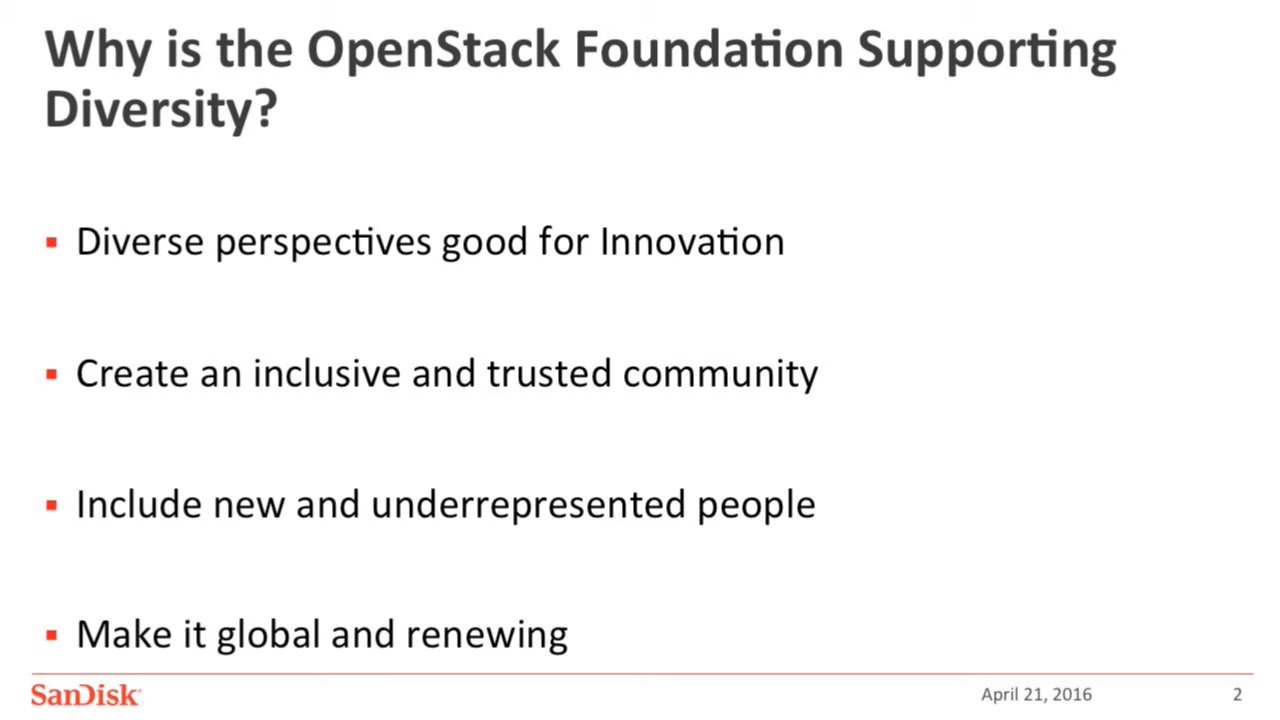 Why is the OpenStack Foundation Supporting
Diversity?
▪ Diverse perspectives good for Innovation
▪ Create an inclusive and trusted community
▪ Include new and underrepresented people
▪ Make it global and renewing
SanDisk
April 21, 2016
2